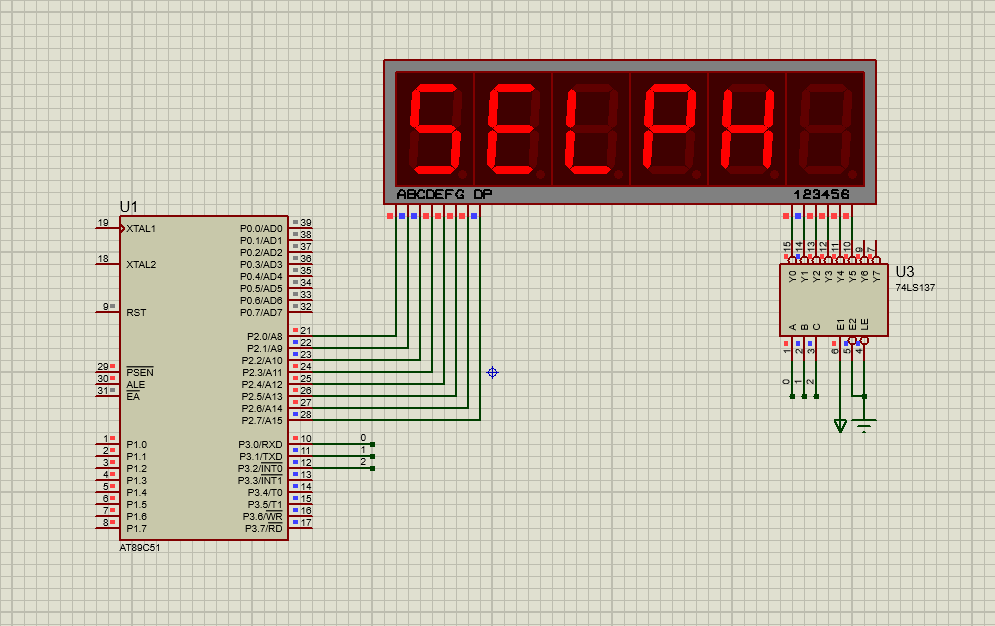 SELPH
ABCDEFG DP
123456
U1
19 XTAL1
18 XTAL2
9 RST
29 PSEN
30 ALE
31 EA
1 P1.0
2 P1.1
3 P1.2
4 P1.3
5 P1.4
6 P1.5
7 P1.6
8 P1.7
P0.0/AD0 39
P0.1/AD1 38
P0.2/AD2 37
P0.3/AD3 36
P0.4/AD4 35
P0.5/AD5 34
P0.6/AD6 33
P0.7/AD7 32
P2.0/A8 21
P2.1/A9 22
P2.2/A10 23
P2.3/A11 24
P2.4/A12 25
P2.5/A13 26
P2.6/A14 27
P2.7/A15 28
P3.0/RXD 10 0
P3.1/TXD 11 1
P3.2/INT0 12 2
P3.3/INT1 13
P3.4/T0 14
P3.5/T1 15
P3.6/WR 16
P3.7/RD 17
AT89C51
15 14 13 12 11 10 9 7
Y0 Y1 Y2 Y3 Y4 Y5 Y6 Y7
U3
74LS137
A B C E1 E2 LE
1 2 3 6 5 4
0 1 2